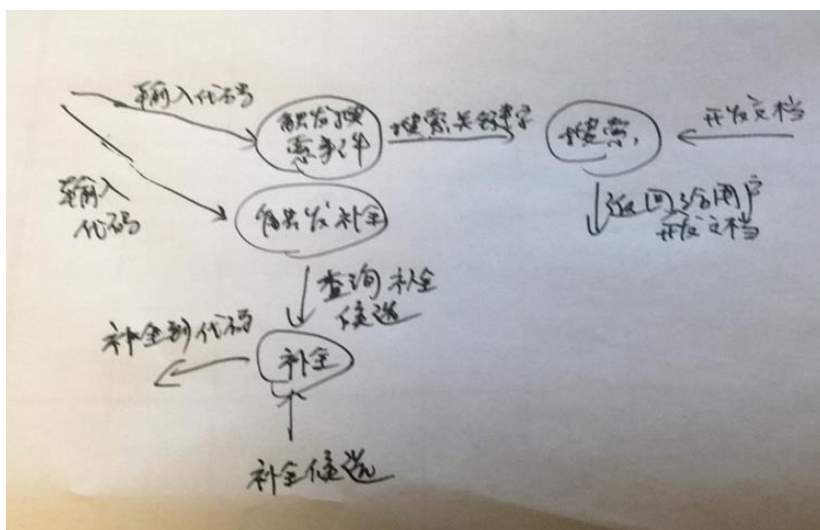 输入代码
触发搜
索事件
搜索关键字
搜索
开发文档
输入
代码
触发补全
返回给用户
开发文档
查询补全
候选
补全到代码
补全
补全候选